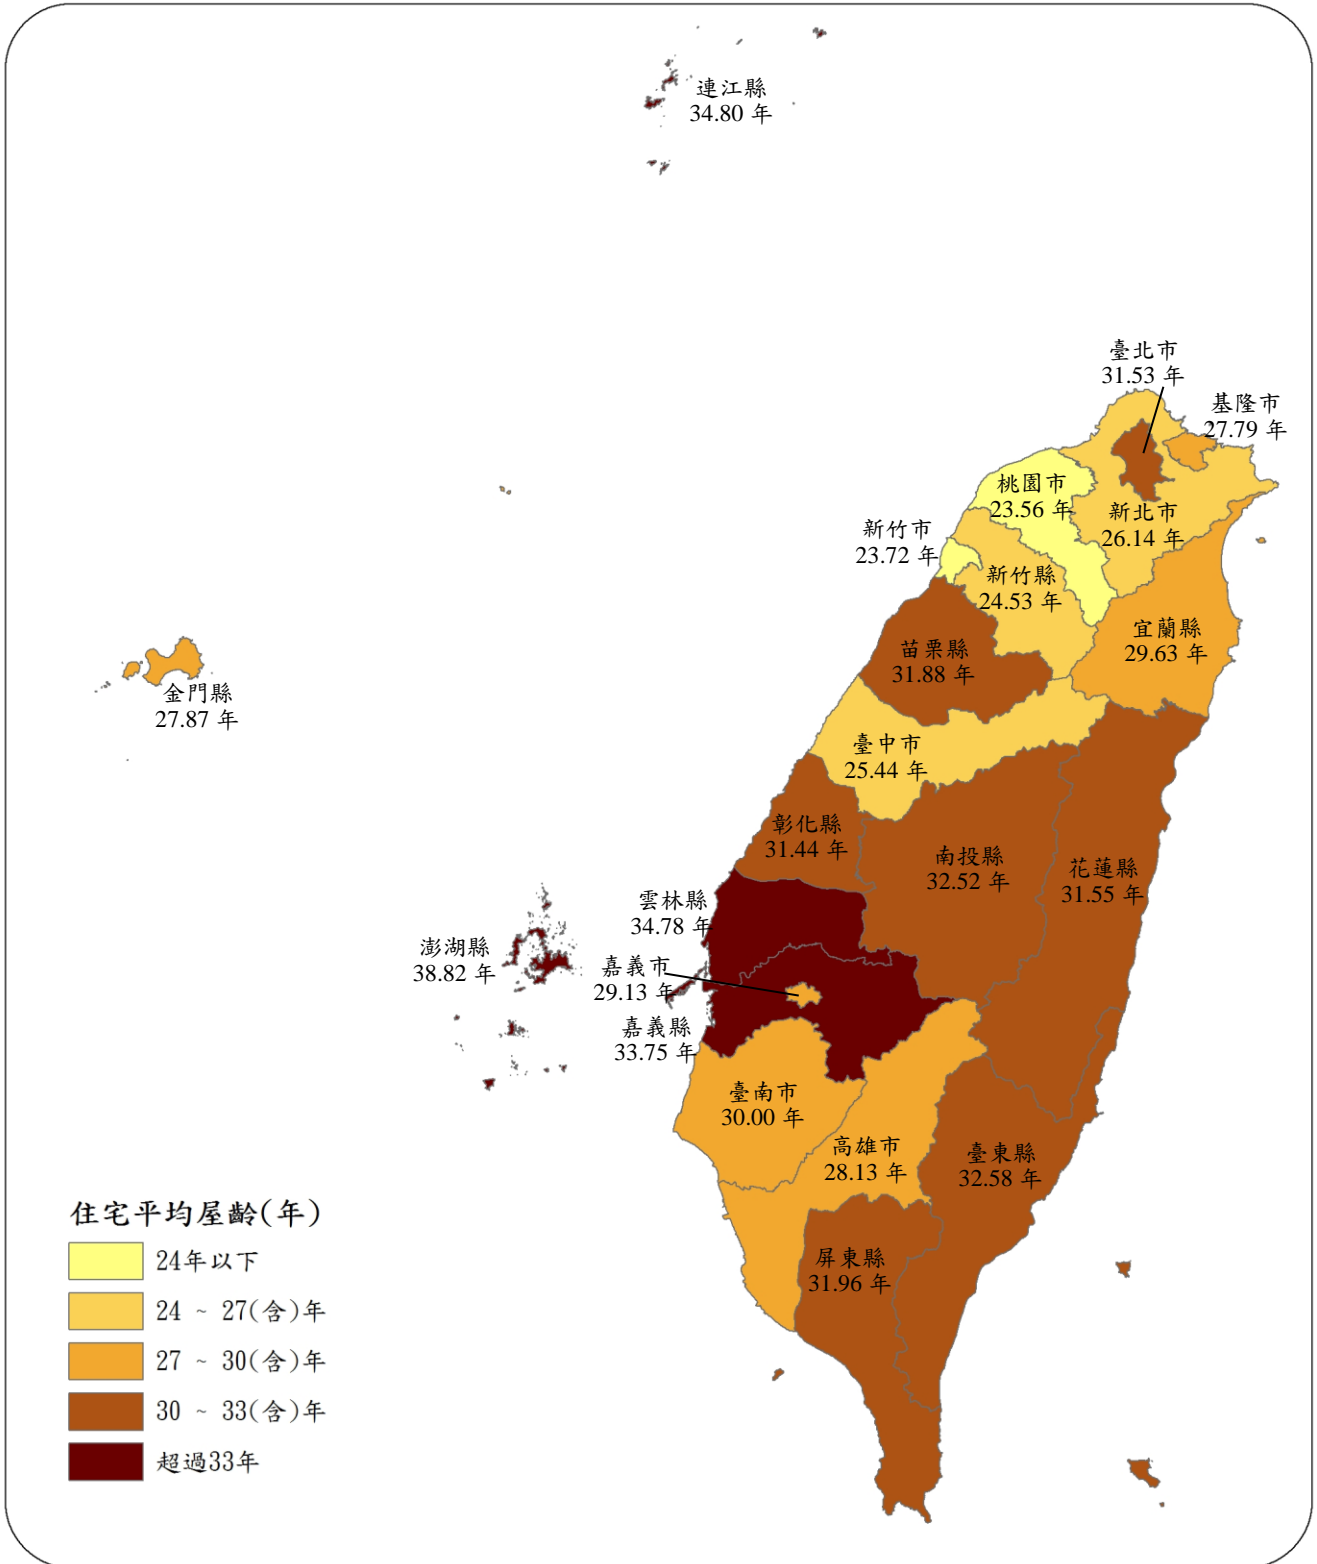 連江縣
34.80 年
臺北市
31.53 年
基隆市
27.79 年
桃園市
23.56 年
新北市
26.14 年
新竹市
23.72 年
新竹縣
24.53 年
宜蘭縣
29.63 年
苗栗縣
31.88 年
金門縣
27.87 年
臺中市
25.44 年
彰化縣
31.44 年
南投縣
32.52 年
花蓮縣
31.55 年
雲林縣
34.78 年
澎湖縣
38.82 年
嘉義市
29.13 年
嘉義縣
33.75 年
臺南市
30.00 年
高雄市
28.13 年
臺東縣
32.58 年
屏東縣
31.96 年
住宅平均屋齡(年)
24年以下
24 ~ 27(含)年
27 ~ 30(含)年
30 ~ 33(含)年
超過33年